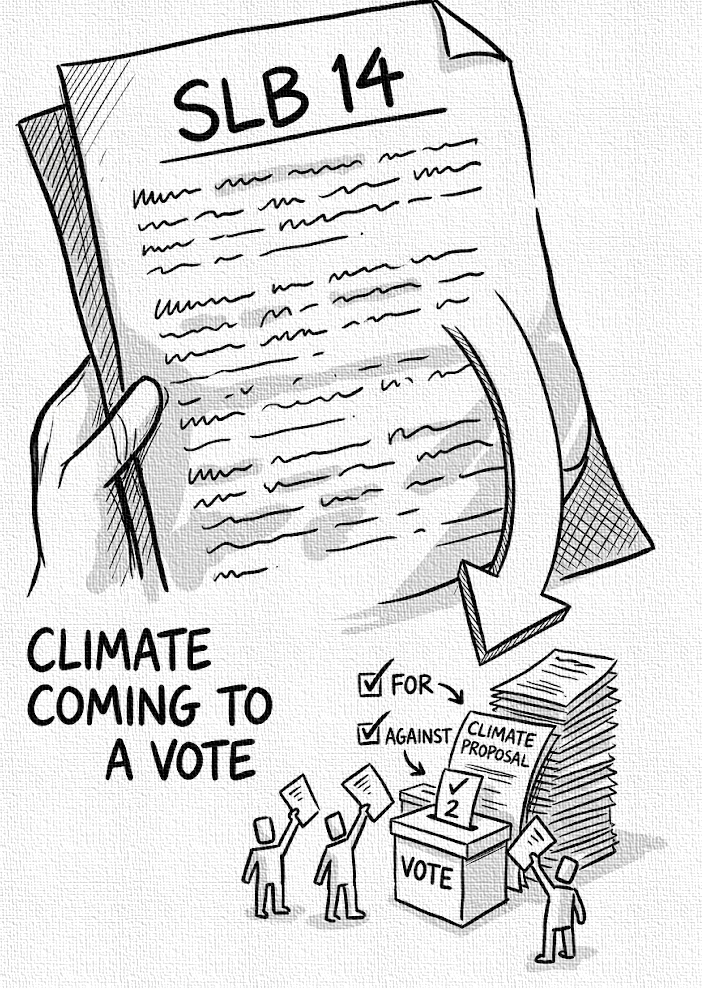 SLB 14
CLIMATE
COMING TO
A VOTE
FOR
AGAINST
CLIMATE
PROPOSAL
2
VOTE